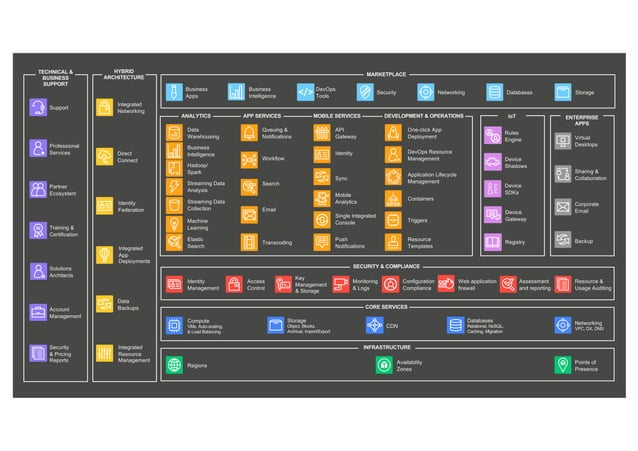 TECHNICAL &
BUSINESS
SUPPORT
Support
Professional
Services
Partner
Ecosystem
Training &
Certification
Solutions
Architects
Account
Management
Security
& Pricing
Reports
HYBRID
ARCHITECTURE
Integrated
Networking
Direct
Connect
Identity
Federation
Integrated
App
Deployments
Data
Backups
Integrated
Resource
Management
MARKETPLACE
Business
Apps
Business
Intelligence
DevOps
Tools
Security
Networking
Databases
Storage
ANALYTICS
Data
Warehousing
Business
Intelligence
Hadoop/
Spark
Streaming Data
Analysis
Streaming Data
Collection
Machine
Learning
Elastic
Search
APP SERVICES
Queuing &
Notifications
Workflow
Search
Email
Transcoding
MOBILE SERVICES
API
Gateway
Identity
Sync
Mobile
Analytics
Single Integrated
Console
Push
Notifications
DEVELOPMENT & OPERATIONS
One-click App
Deployment
DevOps Resource
Management
Application Lifecycle
Management
Containers
Triggers
Resource
Templates
IoT
Rules
Engine
Device
Shadows
Device
SDKs
Device
Gateway
Registry
ENTERPRISE
APPS
Virtual
Desktops
Sharing &
Collaboration
Corporate
Email
Backup
SECURITY & COMPLIANCE
Identity
Management
Access
Control
Key
Management
& Storage
Monitoring
& Logs
Configuration
Compliance
Web application
firewall
Assessment
and reporting
Resource &
Usage Auditing
CORE SERVICES
Compute
VMs, Auto-scaling,
& Load Balancing
Storage
Object, Blocks,
Archival, Import/Export
CDN
Databases
Relational, NoSQL,
Caching, Migration
Networking
VPC, DX, DNS
INFRASTRUCTURE
Regions
Availability
Zones
Points of
Presence